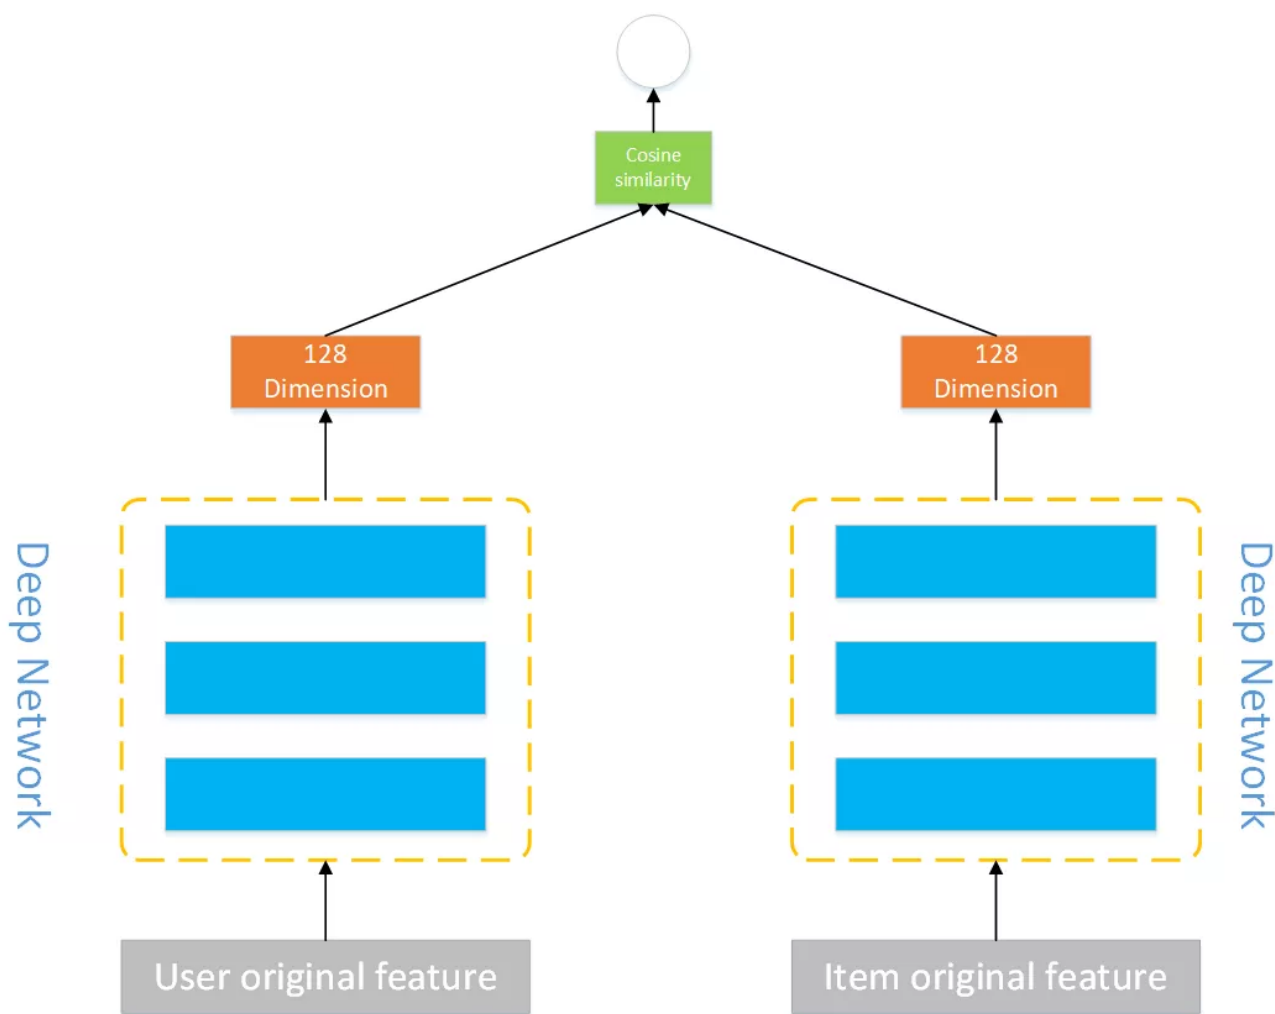 Cosine
similarity
128
Dimension
128
Dimension
Deep Network
Deep Network
User original feature
Item original feature